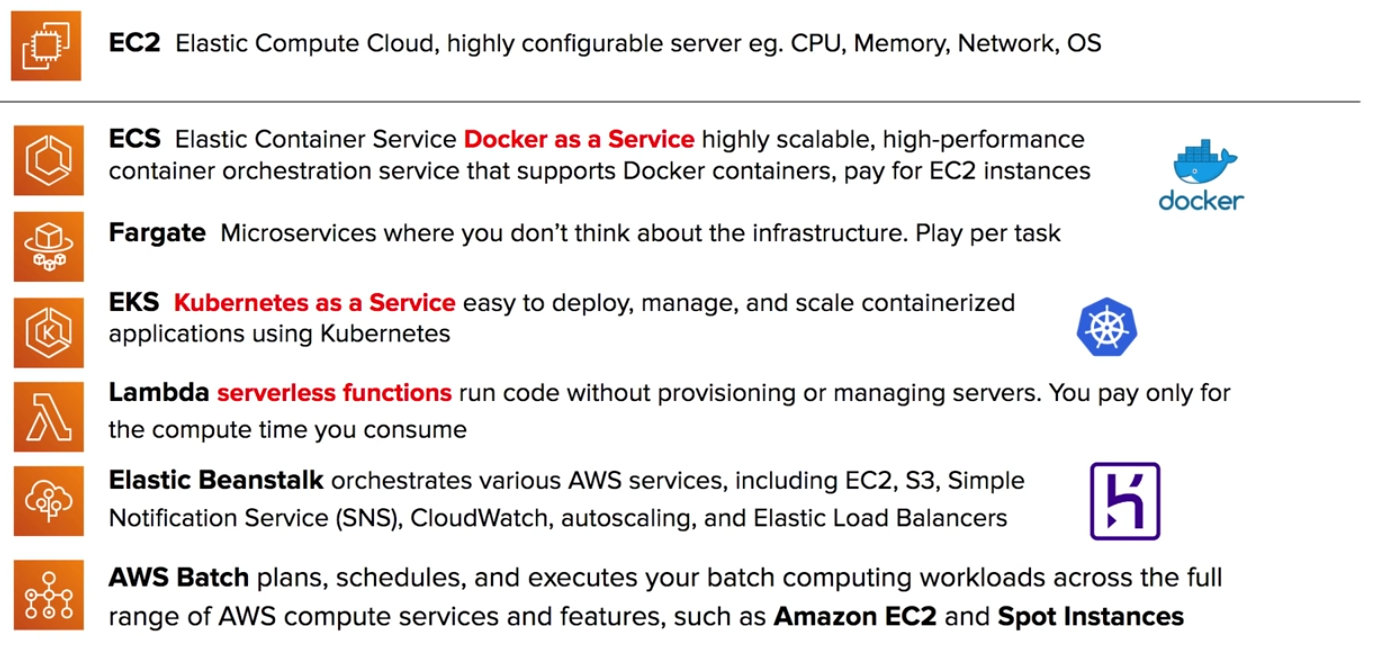 EC2 Elastic Compute Cloud, highly configurable server eg. CPU, Memory, Network, OS
ECS Elastic Container Service Docker as a Service highly scalable, high-performance
container orchestration service that supports Docker containers, pay for EC2 instances
docker
Fargate Microservices where you don't think about the infrastructure. Play per task
EKS Kubernetes as a Service easy to deploy, manage, and scale containerized
applications using Kubernetes
K
Lambda serverless functions run code without provisioning or managing servers. You pay only for
the compute time you consume
Elastic Beanstalk orchestrates various AWS services, including EC2, S3, Simple
Notification Service (SNS), CloudWatch, autoscaling, and Elastic Load Balancers
AWS Batch plans, schedules, and executes your batch computing workloads across the full
range of AWS compute services and features, such as Amazon EC2 and Spot Instances